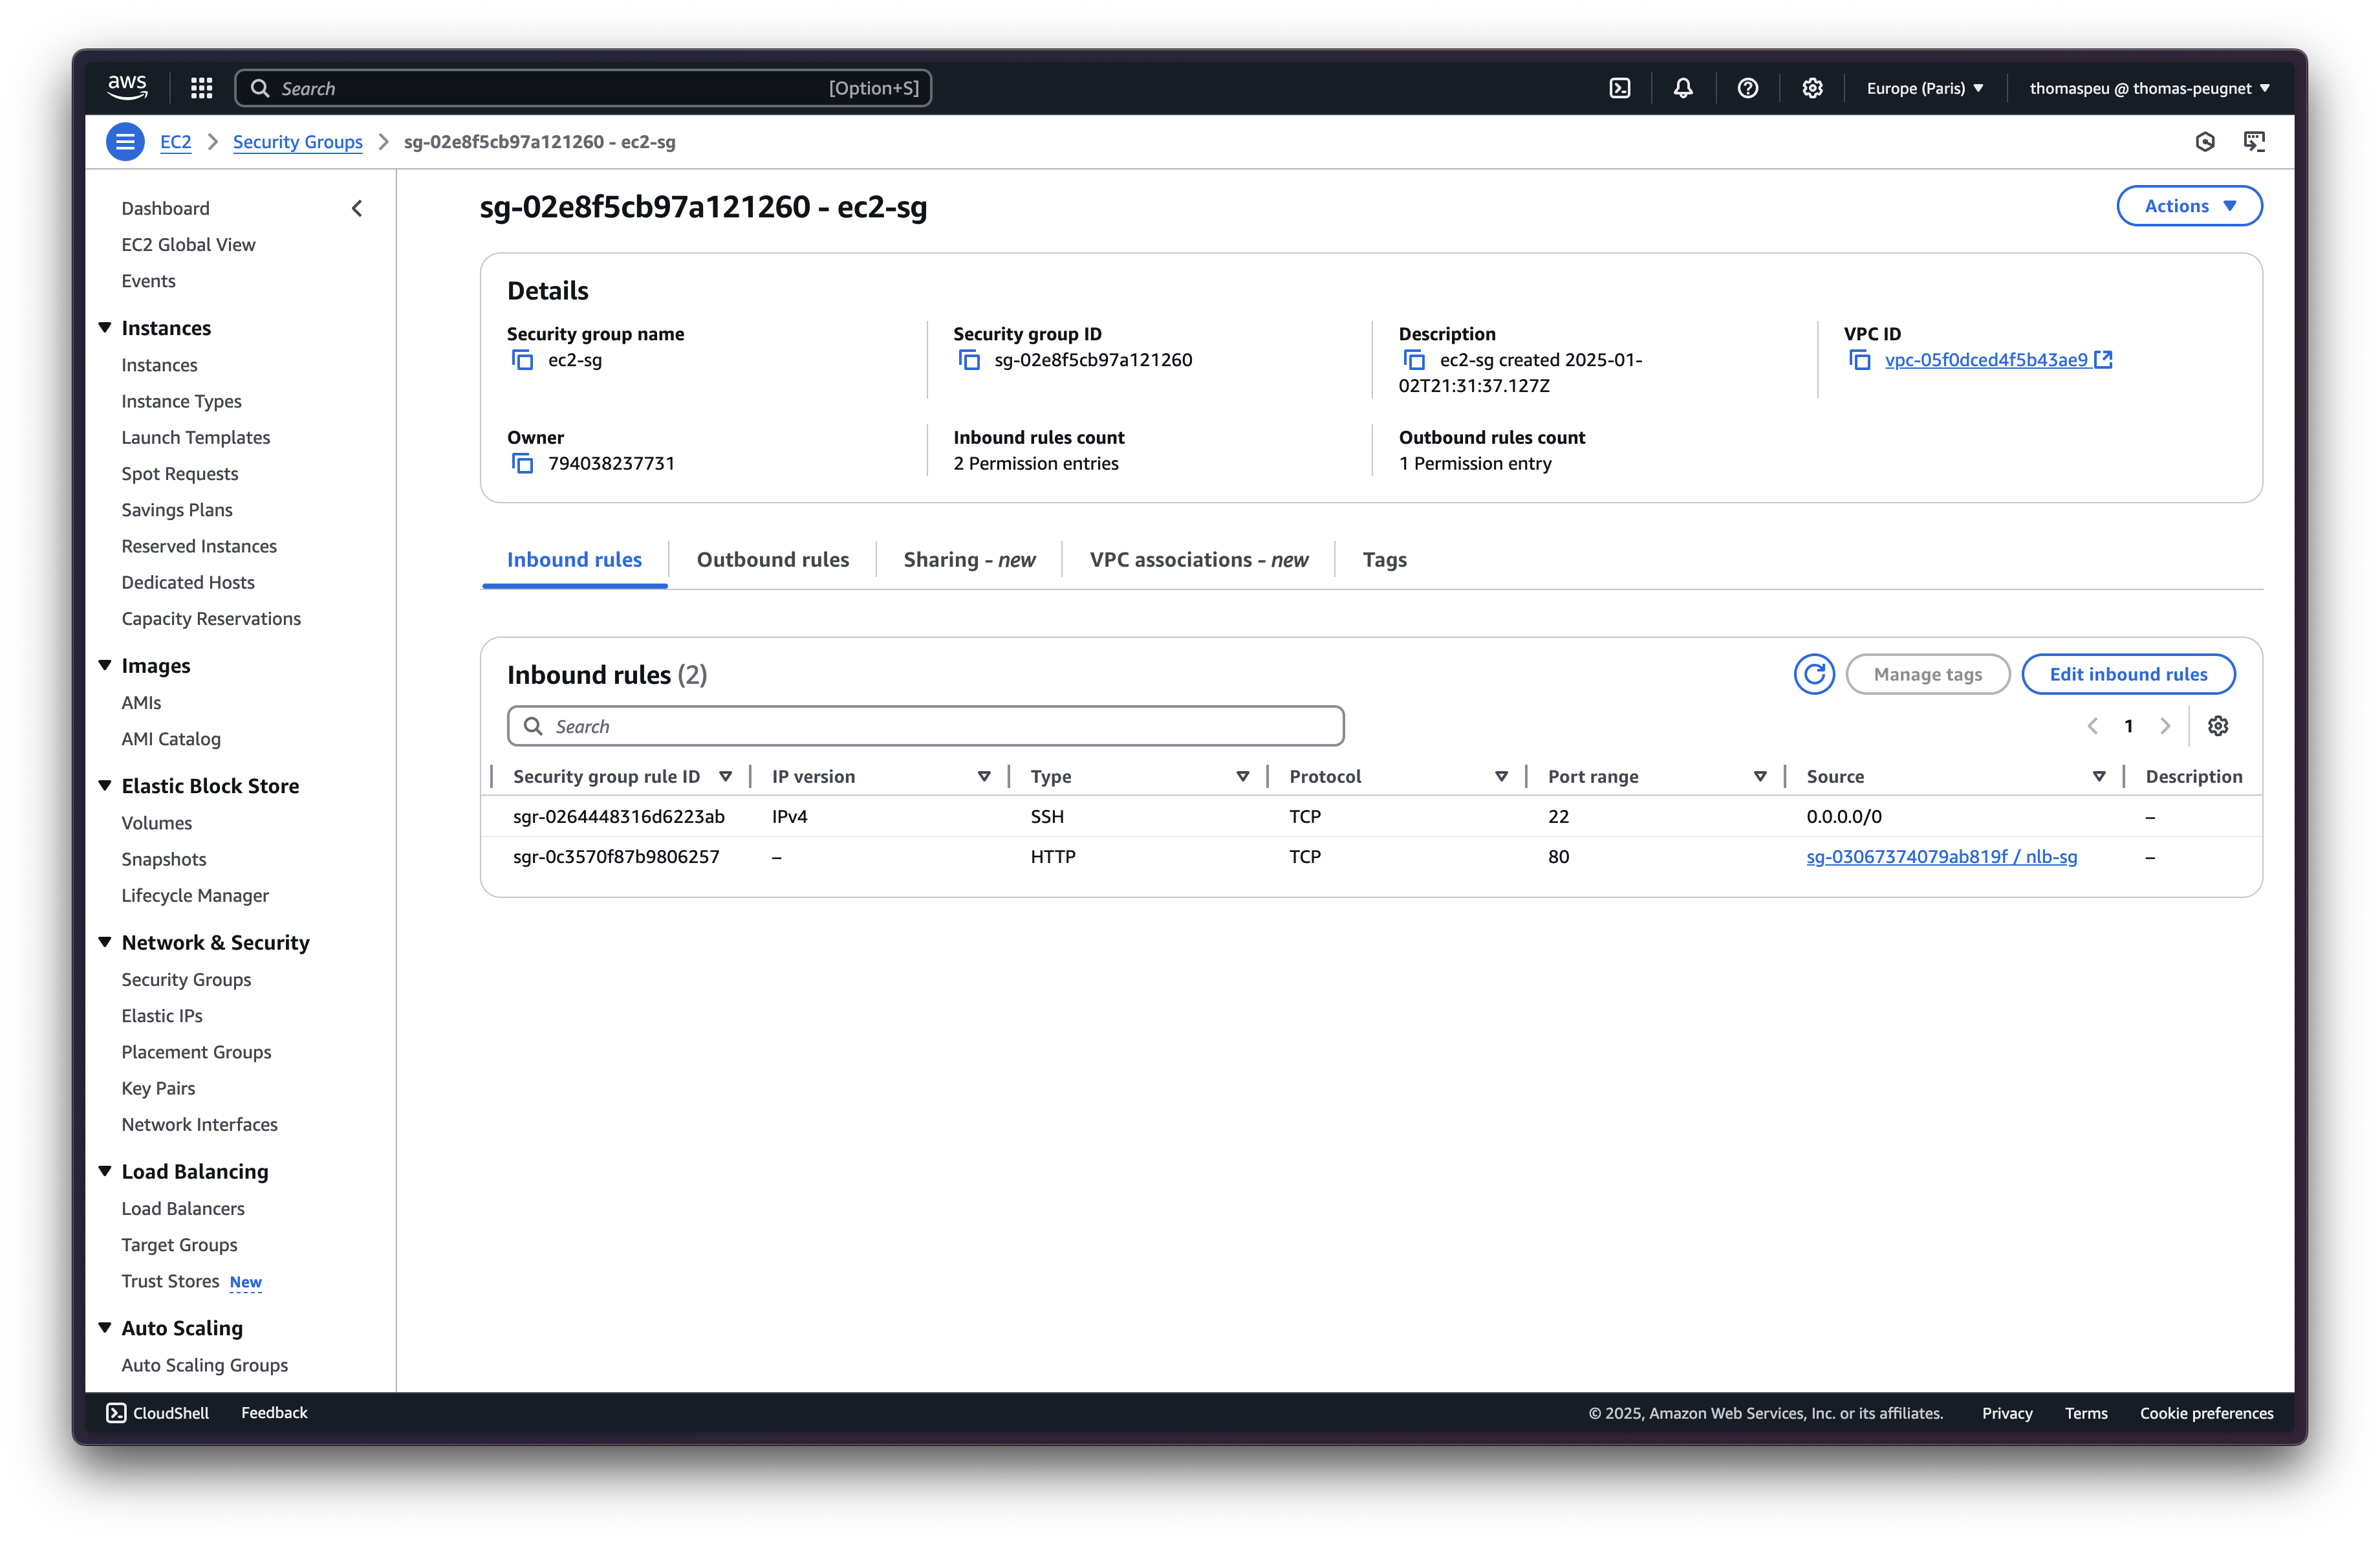 aws
Search [Option+S]
Europe (Paris)
thomaspeu @ thomas-peugnet
EC2
Security Groups
sg-02e8f5cb97a121260 - ec2-sg
Dashboard
EC2 Global View
Events
Instances
Instances
Instance Types
Launch Templates
Spot Requests
Savings Plans
Reserved Instances
Dedicated Hosts
Capacity Reservations
Images
AMIs
AMI Catalog
Elastic Block Store
Volumes
Snapshots
Lifecycle Manager
Network & Security
Security Groups
Elastic IPs
Placement Groups
Key Pairs
Network Interfaces
Load Balancing
Load Balancers
Target Groups
Trust Stores New
Auto Scaling
Auto Scaling Groups
sg-02e8f5cb97a121260 - ec2-sg
Actions
Details
Security group name
ec2-sg
Security group ID
sg-02e8f5cb97a121260
Description
ec2-sg created 2025-01-
02T21:31:37.127Z
VPC ID
vpc-05f0dced4f5b43ae9
Owner
794038237731
Inbound rules count
2 Permission entries
Outbound rules count
1 Permission entry
Inbound rules
Outbound rules
Sharing - new
VPC associations - new
Tags
Inbound rules (2)
Manage tags
Edit inbound rules
Search
1
Security group rule ID IP version Type Protocol Port range Source Description
sgr-0264448316d6223ab IPv4 SSH TCP 22 0.0.0.0/0 –
sgr-0c3570f87b9806257 – HTTP TCP 80 sg-03067374079ab819f / nlb-sg –
CloudShell
Feedback
© 2025, Amazon Web Services, Inc. or its affiliates.
Privacy
Terms
Cookie preferences